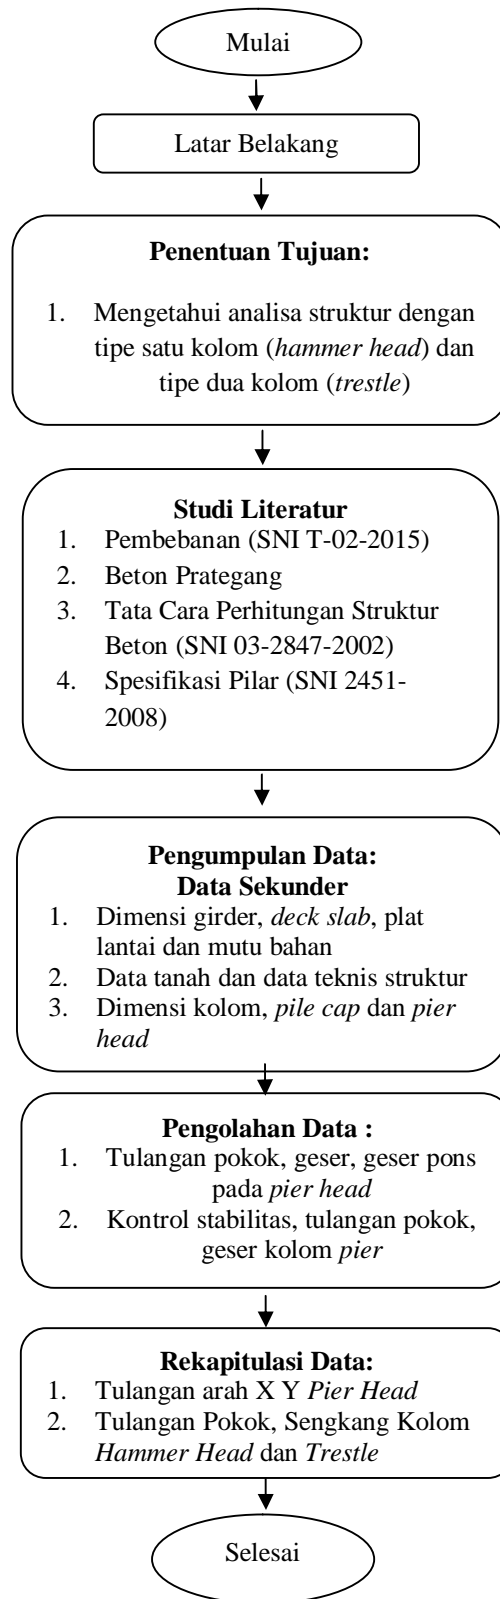 Mulai
Latar Belakang
Penentuan Tujuan:
1. Mengetahui analisa struktur dengan
tipe satu kolom (hammer head) dan
tipe dua kolom (trestle)
Studi Literatur
1. Pembebanan (SNI T-02-2015)
2. Beton Prategang
3. Tata Cara Perhitungan Struktur
Beton (SNI 03-2847-2002)
4. Spesifikasi Pilar (SNI 2451-
2008)
Pengumpulan Data:
Data Sekunder
1. Dimensi girder, deck slab, plat
lantai dan mutu bahan
2. Data tanah dan data teknis struktur
3. Dimensi kolom, pile cap dan pier
head
Pengolahan Data :
1. Tulangan pokok, geser, geser pons
pada pier head
2. Kontrol stabilitas, tulangan pokok,
geser kolom pier
Rekapitulasi Data:
1. Tulangan arah X Y Pier Head
2. Tulangan Pokok, Sengkang Kolom
Hammer Head dan Trestle
Selesai